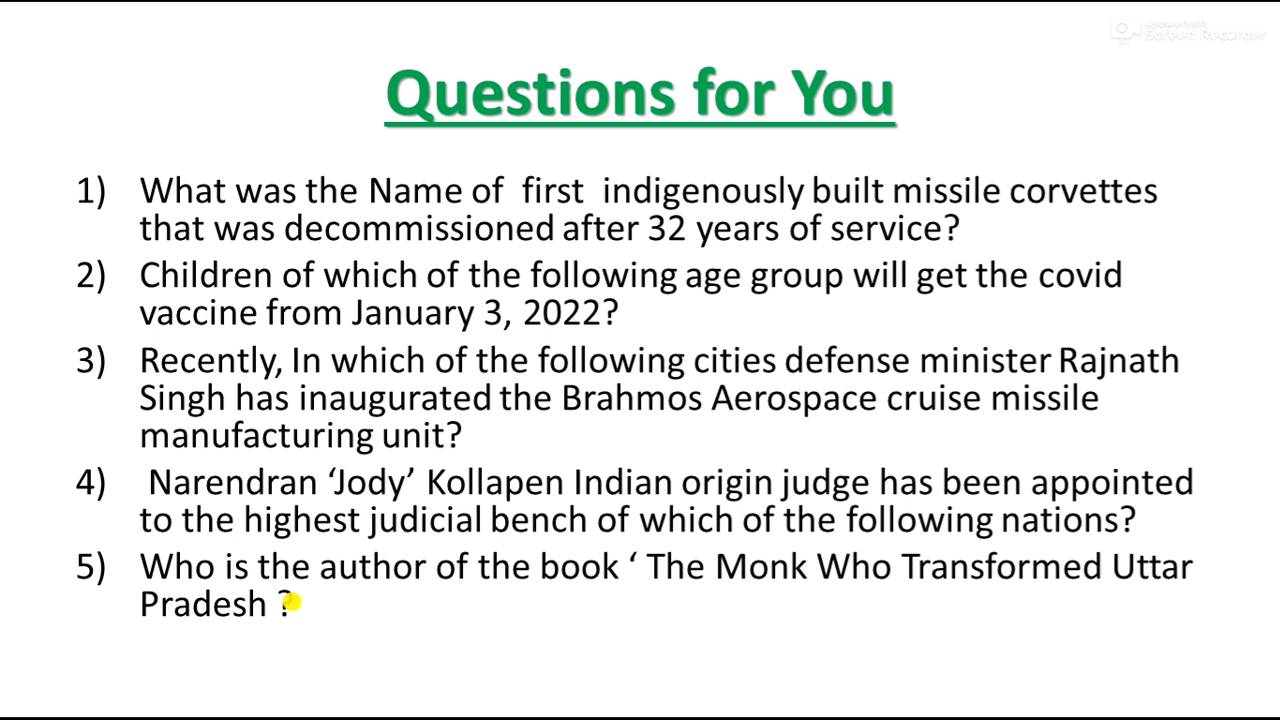 Apowersoft
Screen Recorder
Questions for You
1) What was the Name of first indigenously built missile corvettes
that was decommissioned after 32 years of service?
2) Children of which of the following age group will get the covid
vaccine from January 3, 2022?
3) Recently, In which of the following cities defense minister Rajnath
Singh has inaugurated the Brahmos Aerospace cruise missile
manufacturing unit?
4) Narendran ‘Jody’ Kollapen Indian origin judge has been appointed
to the highest judicial bench of which of the following nations?
5) Who is the author of the book ‘ The Monk Who Transformed Uttar
Pradesh ?